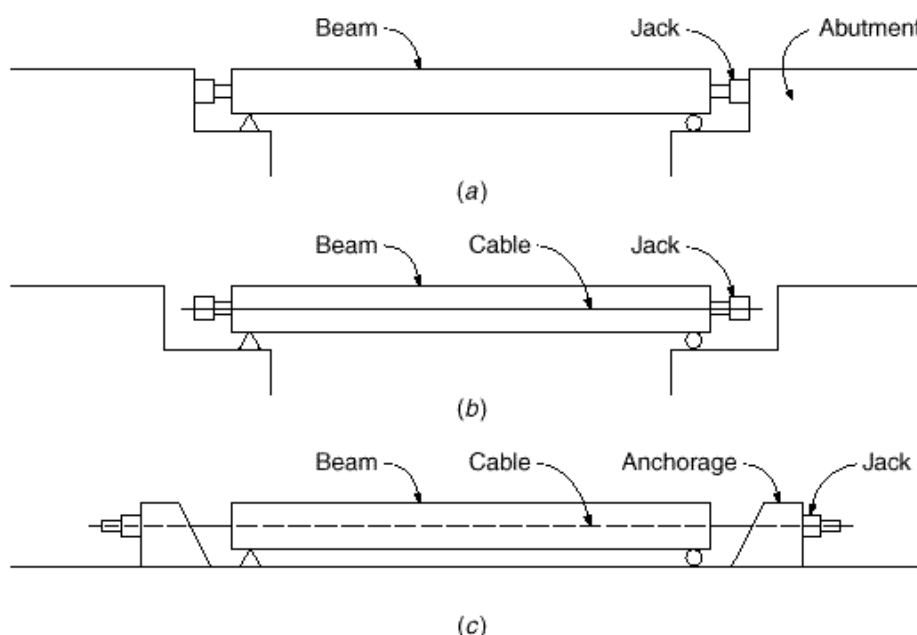 Beam Jack Abutment
(a)
Beam Cable Jack
(b)
Beam Cable Anchorage Jack
(c)